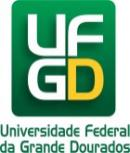 UF
GD
Universidade Federal
da Grande Dourados